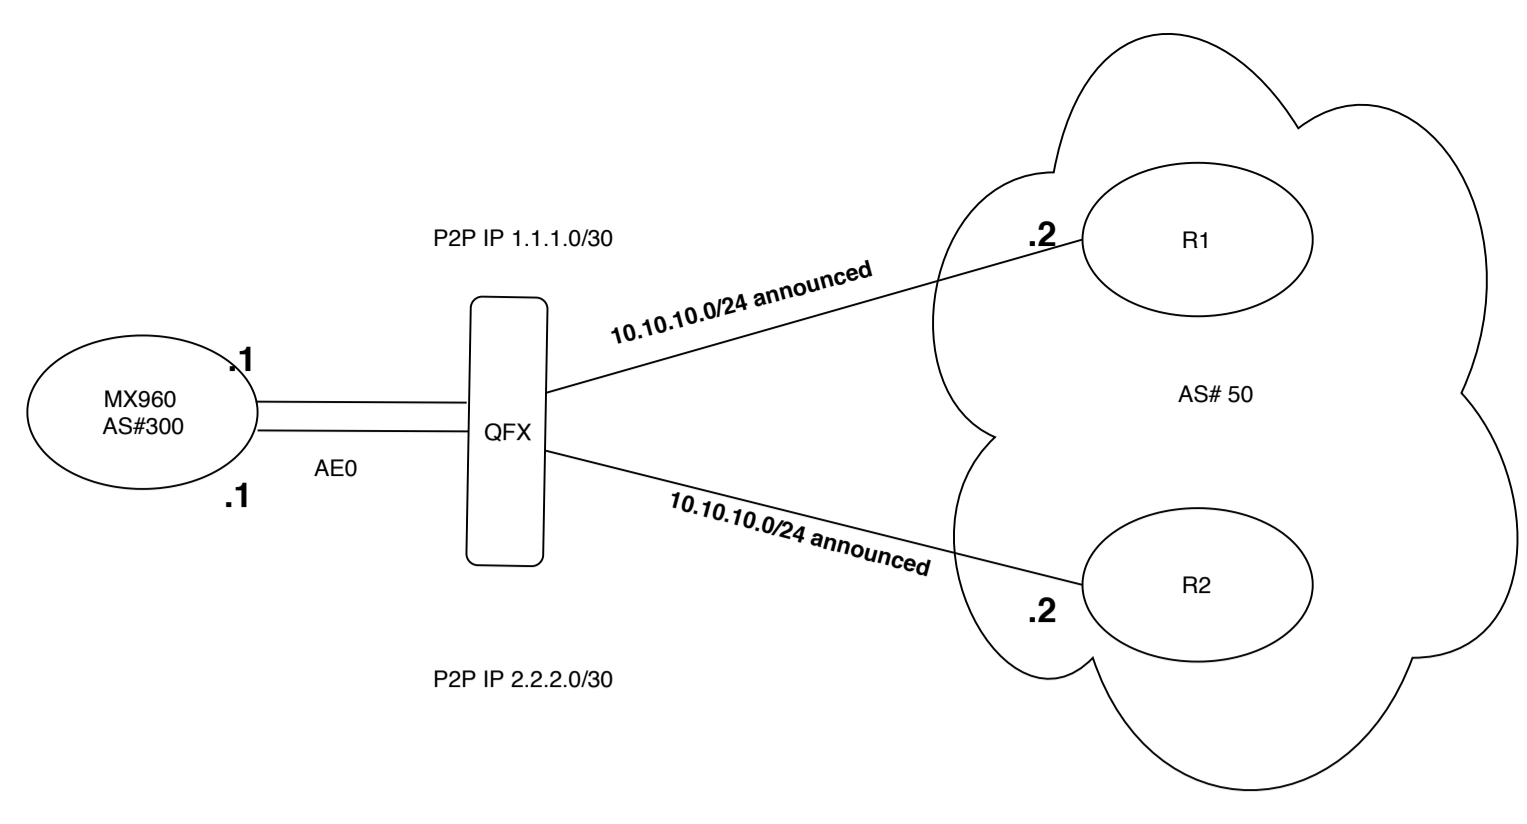 P2P IP 1.1.1.0/30
.2
R1
10.10.10.0/24 announced
.1
MX960
AS#300
AS# 50
QFX
AE0
.1
10.10.10.0/24 announced
R2
.2
P2P IP 2.2.2.0/30